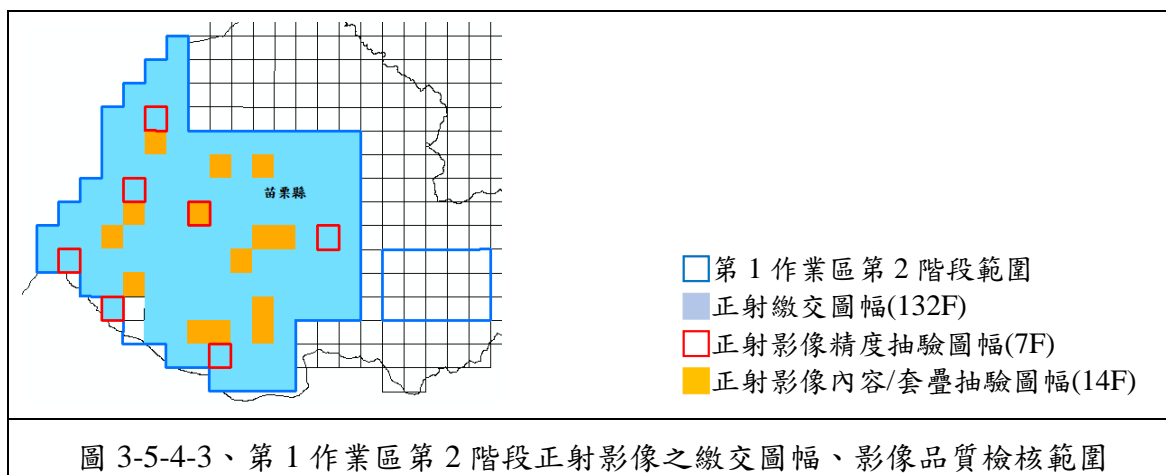 苗栗縣
第 1 作業區第 2 階段範圍
正射繳交圖幅(132F)
正射影像精度抽驗圖幅(7F)
正射影像內容/套疊抽驗圖幅(14F)
圖 3-5-4-3、第 1 作業區第 2 階段正射影像之繳交圖幅、影像品質檢核範圍